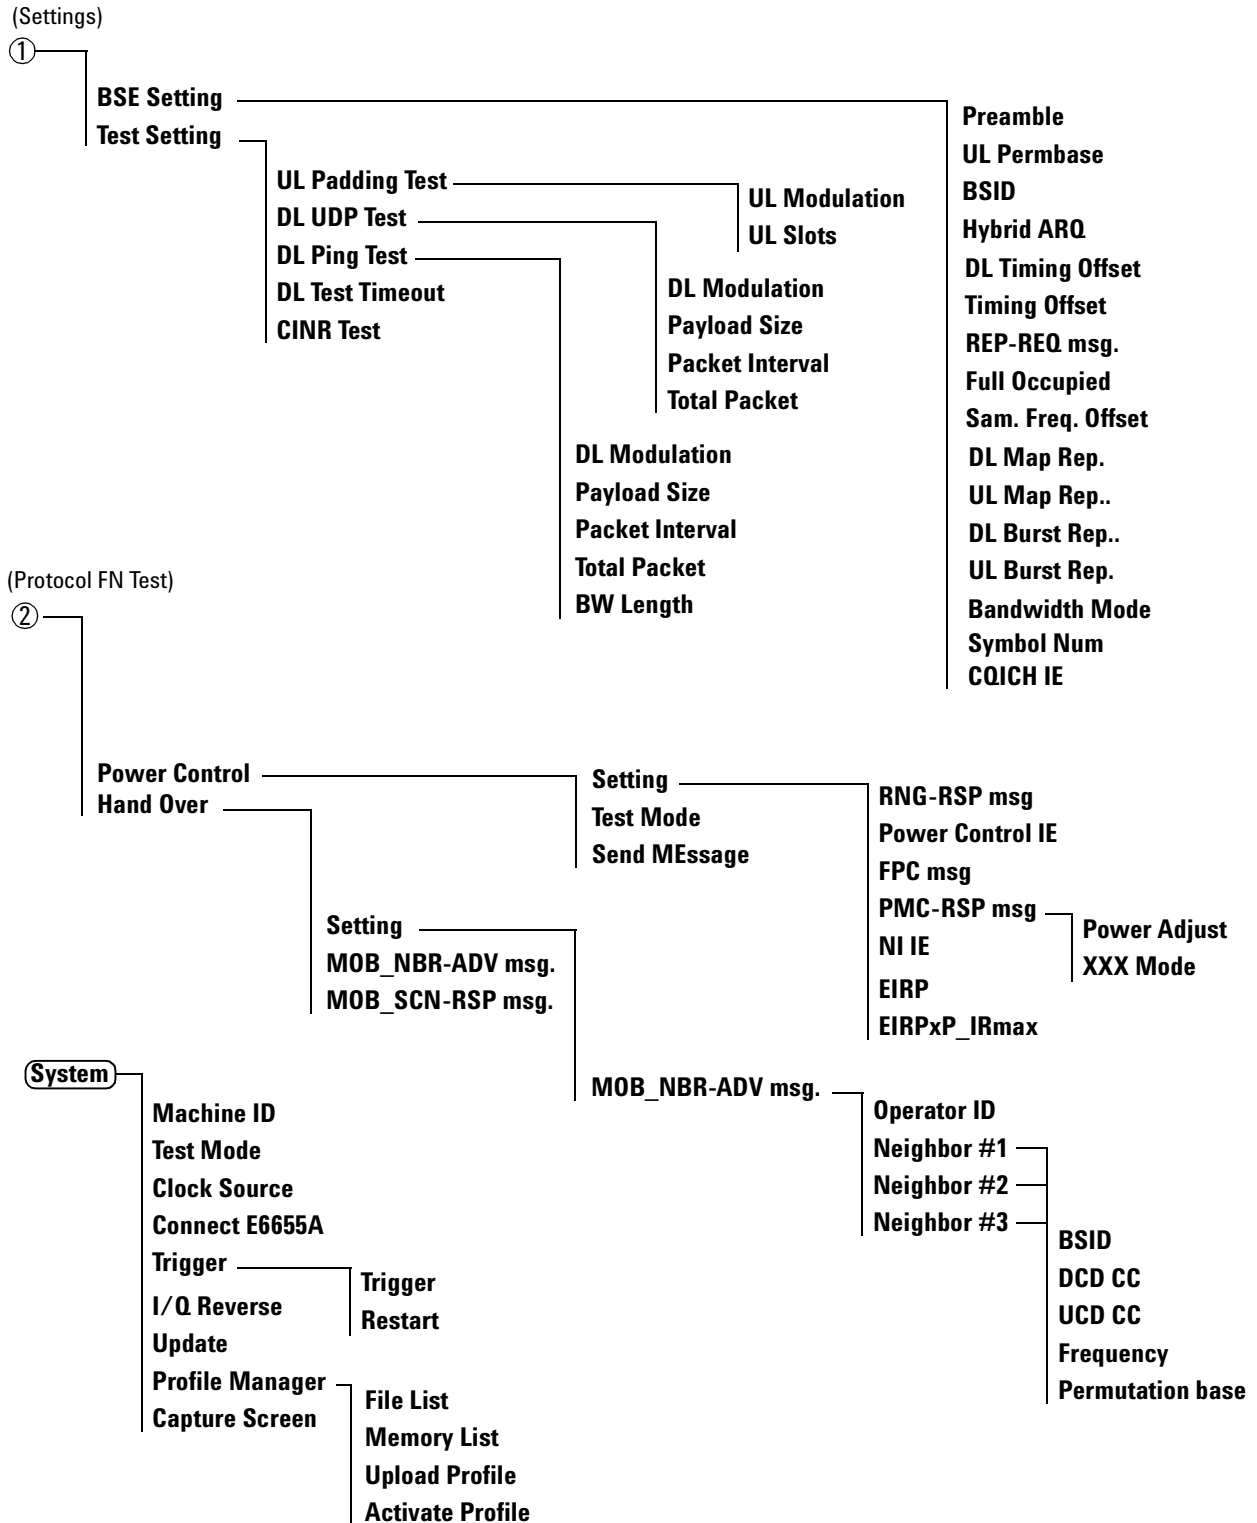 (Settings)
1
BSE Setting
Test Setting
UL Padding Test
DL UDP Test
DL Ping Test
DL Test Timeout
CINR Test
UL Modulation
UL Slots
DL Modulation
Payload Size
Packet Interval
Total Packet
DL Modulation
Payload Size
Packet Interval
Total Packet
BW Length
Preamble
UL Permbase
BSID
Hybrid ARQ
DL Timing Offset
Timing Offset
REP-REQ msg.
Full Occupied
Sam. Freq. Offset
DL Map Rep.
UL Map Rep..
DL Burst Rep..
UL Burst Rep.
Bandwidth Mode
Symbol Num
CQICH IE
(Protocol FN Test)
2
Power Control
Hand Over
Setting
Test Mode
Send MEssage
RNG-RSP msg
Power Control IE
FPC msg
PMC-RSP msg
NI IE
EIRP
EIRPxP_IRmax
Power Adjust
XXX Mode
Setting
MOB_NBR-ADV msg.
MOB_SCN-RSP msg.
MOB_NBR-ADV msg.
Operator ID
Neighbor #1
Neighbor #2
Neighbor #3
BSID
DCD CC
UCD CC
Frequency
Permutation base
System
Machine ID
Test Mode
Clock Source
Connect E6655A
Trigger
I/Q Reverse
Update
Profile Manager
Capture Screen
Trigger
Restart
File List
Memory List
Upload Profile
Activate Profile